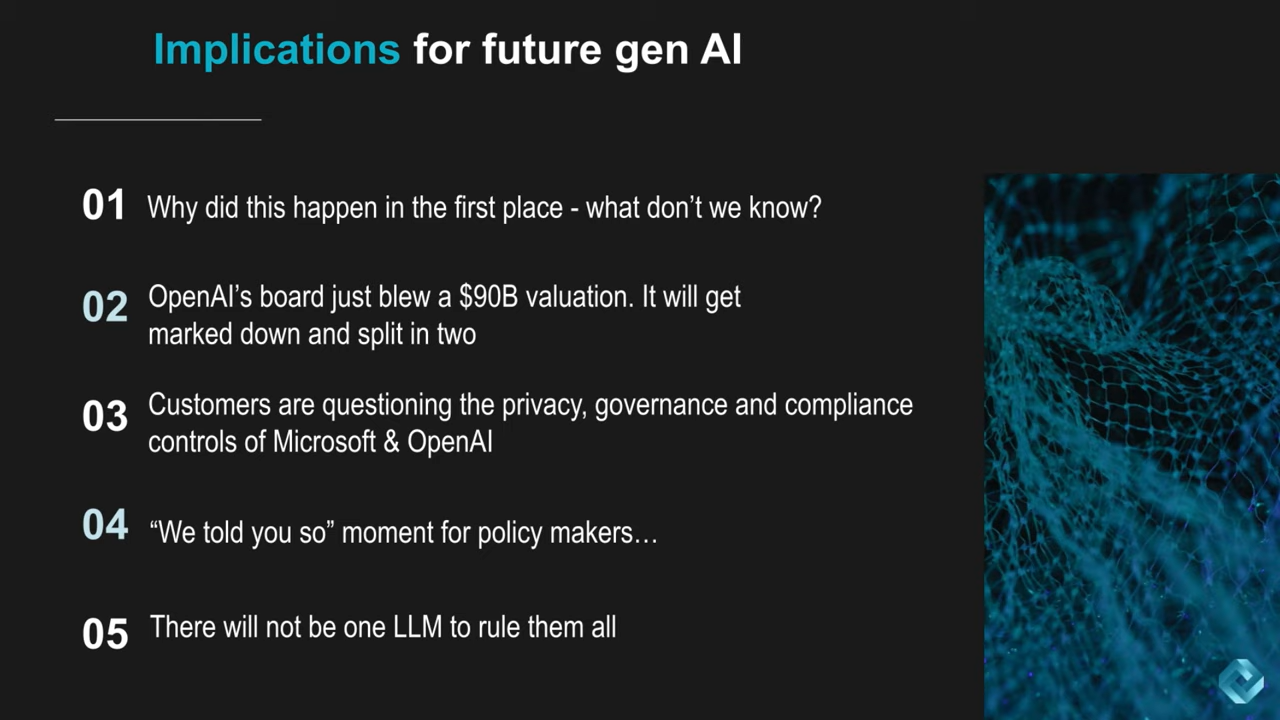 Implications for future gen AI
01 Why did this happen in the first place - what don’t we know?
02 OpenAI’s board just blew a $90B valuation. It will get
marked down and split in two
03 Customers are questioning the privacy, governance and compliance
controls of Microsoft & OpenAI
04 “We told you so” moment for policy makers…
05 There will not be one LLM to rule them all